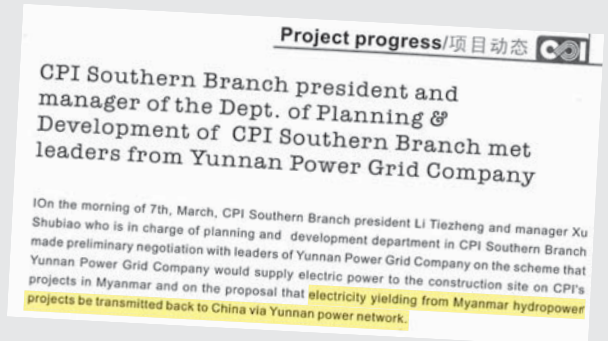 Project progress/项目动态 CPI
CPI Southern Branch president and
manager of the Dept. of Planning &
Development of CPI Southern Branch met
leaders from Yunnan Power Grid Company
IOn the morning of 7th, March, CPI Southern Branch president Li Tiezheng and manager Xu
Shubiao who is in charge of planning and development department in CPI Southern Branch
made preliminary negotiation with leaders of Yunnan Power Grid Company on the scheme that
Yunnan Power Grid Company would supply electric power to the construction site on CPI's
projects in Myanmar and on the proposal that electricity yielding from Myanmar hydropower
projects be transmitted back to China via Yunnan power network.